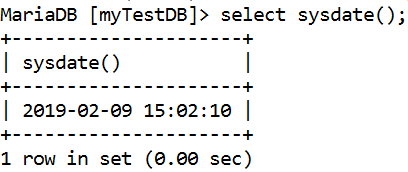 MariaDB [myTestDB]> select sysdate();
+---------------------+
| sysdate()           |
+---------------------+
| 2019-02-09 15:02:10 |
+---------------------+
1 row in set (0.00 sec)